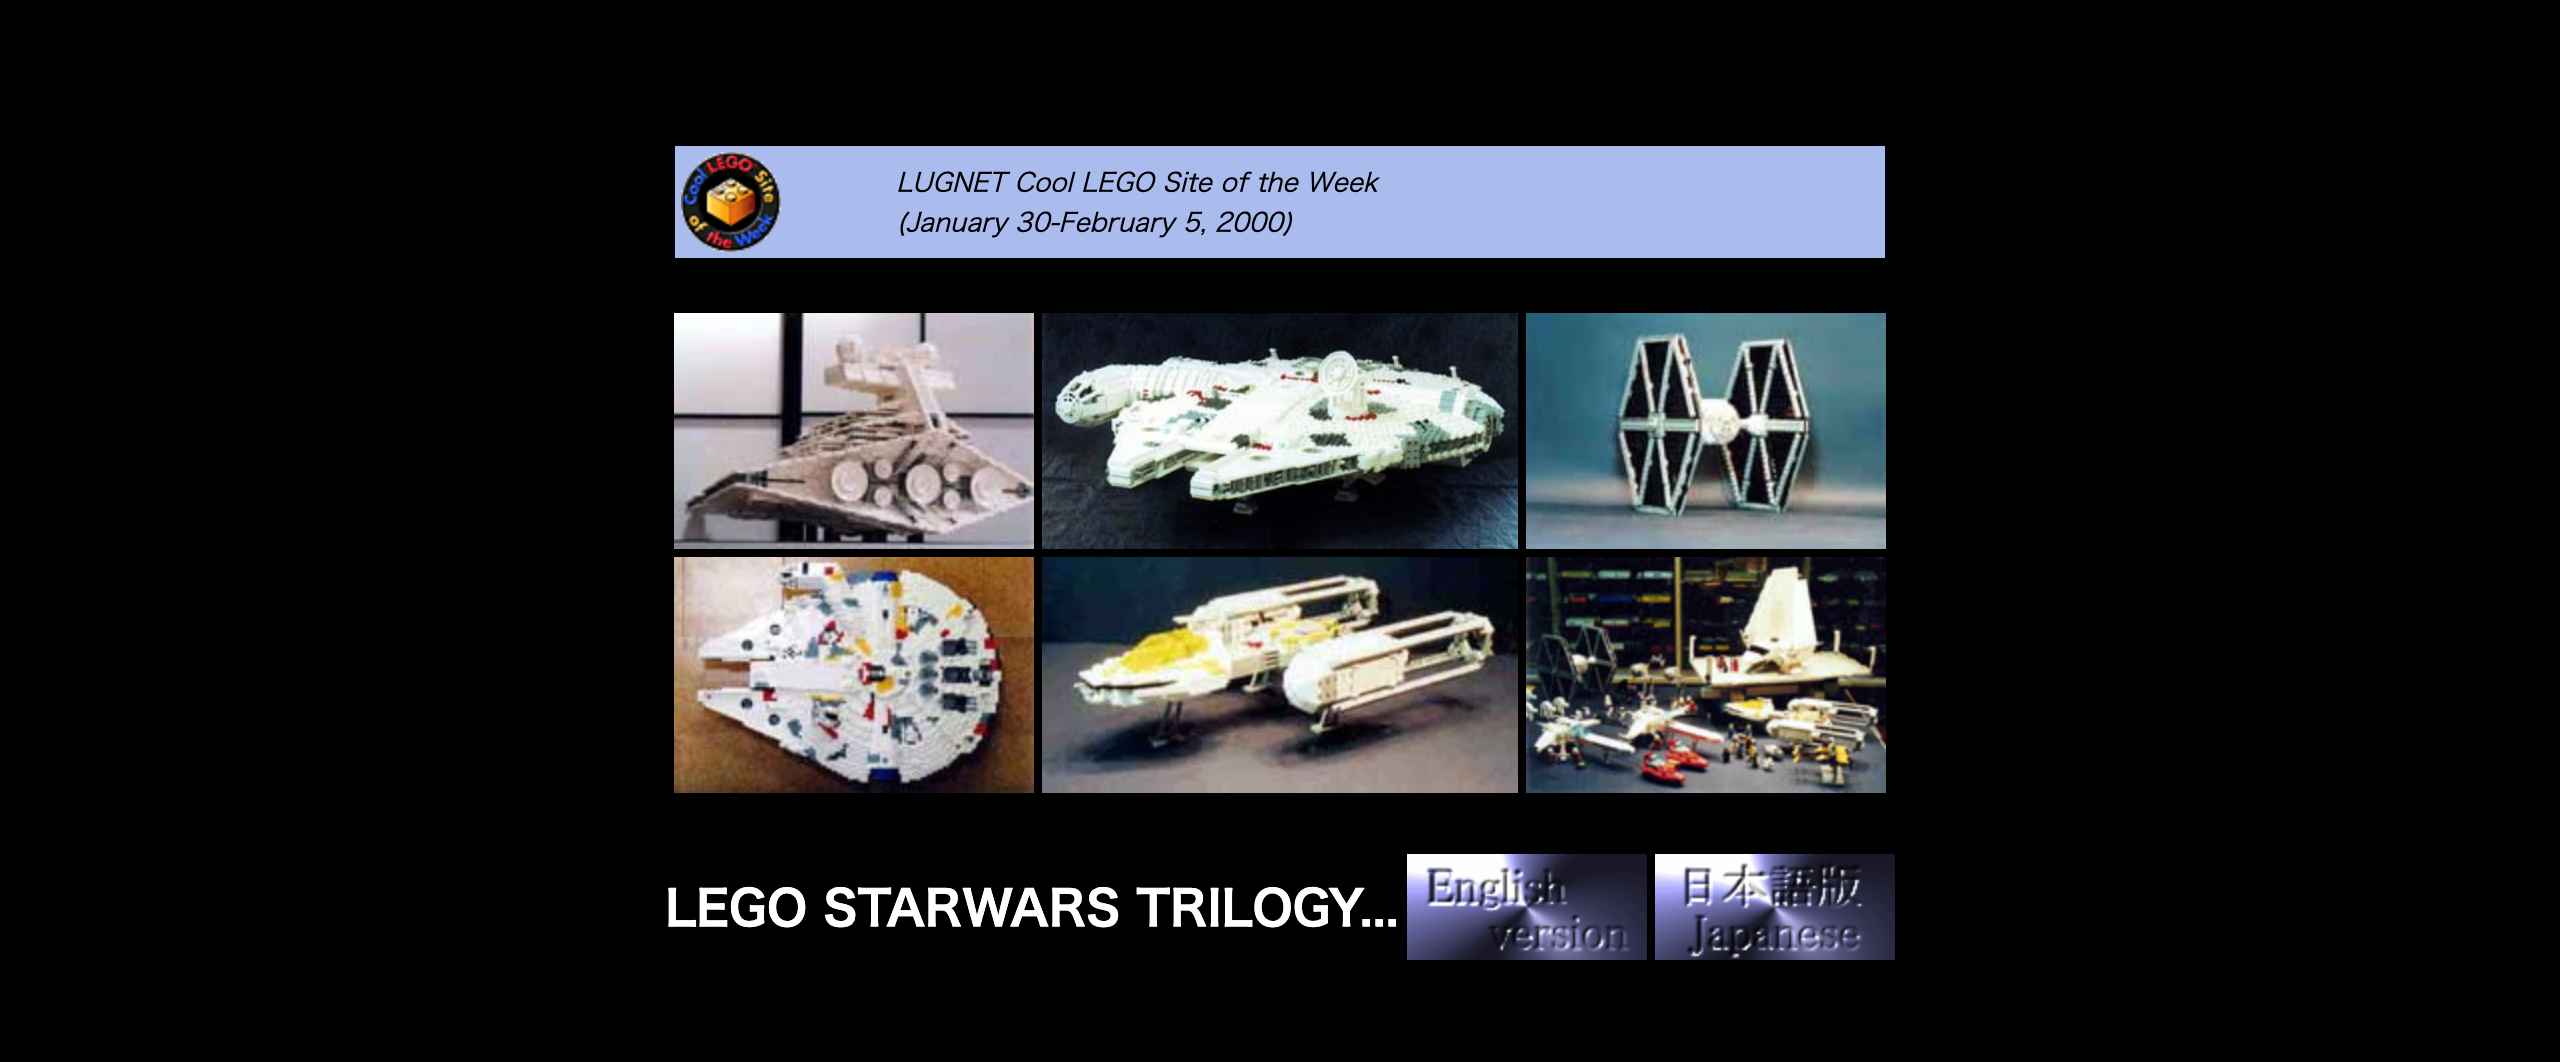 Cool LEGO Site
of the Week
LUGNET Cool LEGO Site of the Week
(January 30-February 5, 2000)
LEGO STARWARS TRILOGY...
English
version
日本語版
Japanese